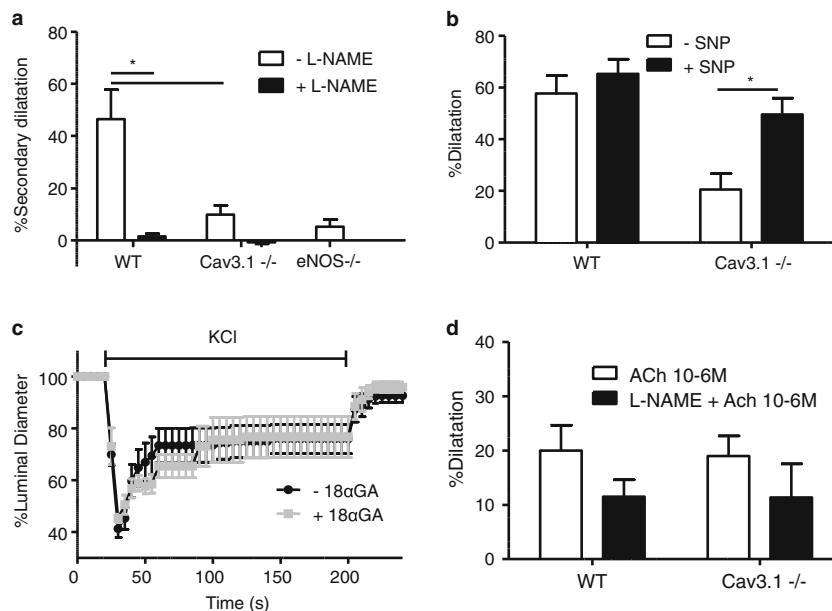 a
%Secondary dilatation
80
60
40
20
0
*
- L-NAME
+ L-NAME
WT
Cav3.1 -/-
eNOS-/-
b
%Dilatation
80
60
40
20
0
- SNP
+ SNP
*
WT
Cav3.1 -/-
c
KCl
%Luminal Diameter
100
80
60
40
- 18αGA
+ 18αGA
0
50
100
150
200
Time (s)
d
%Dilatation
40
30
20
10
0
ACh 10-6M
L-NAME + Ach 10-6M
WT
Cav3.1 -/-